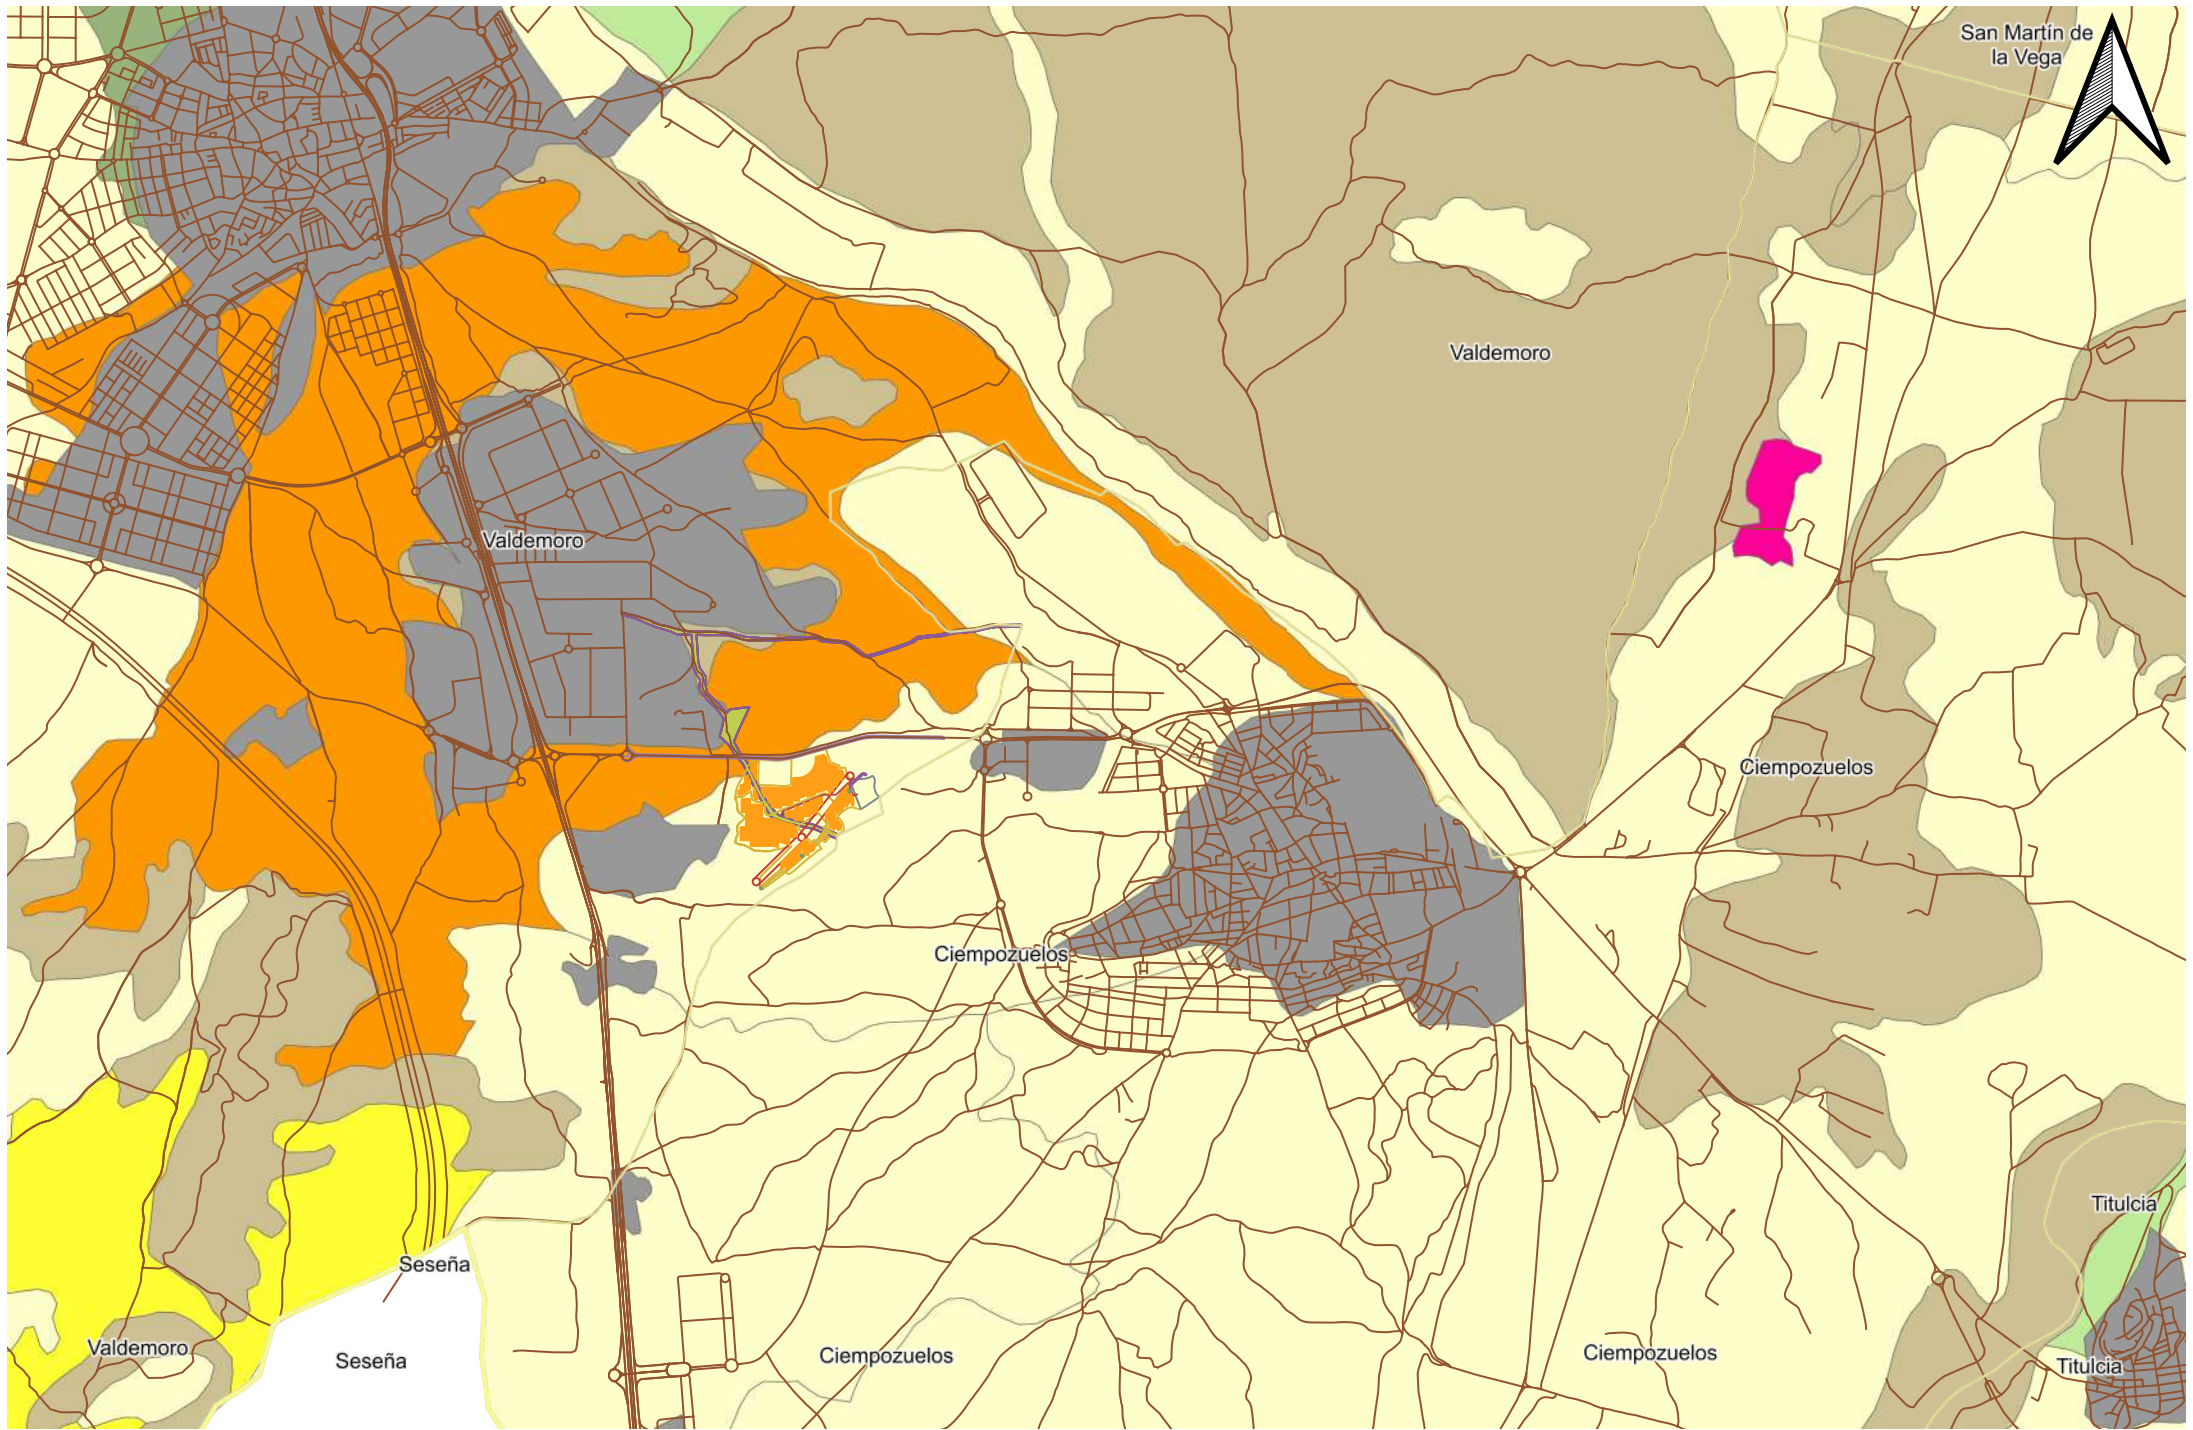 San Martín de
la Vega
Valdemoro
Valdemoro
Ciempozuelos
Ciempozuelos
Titulcia
Seseña
Valdemoro
Seseña
Ciempozuelos
Ciempozuelos
Titulcia